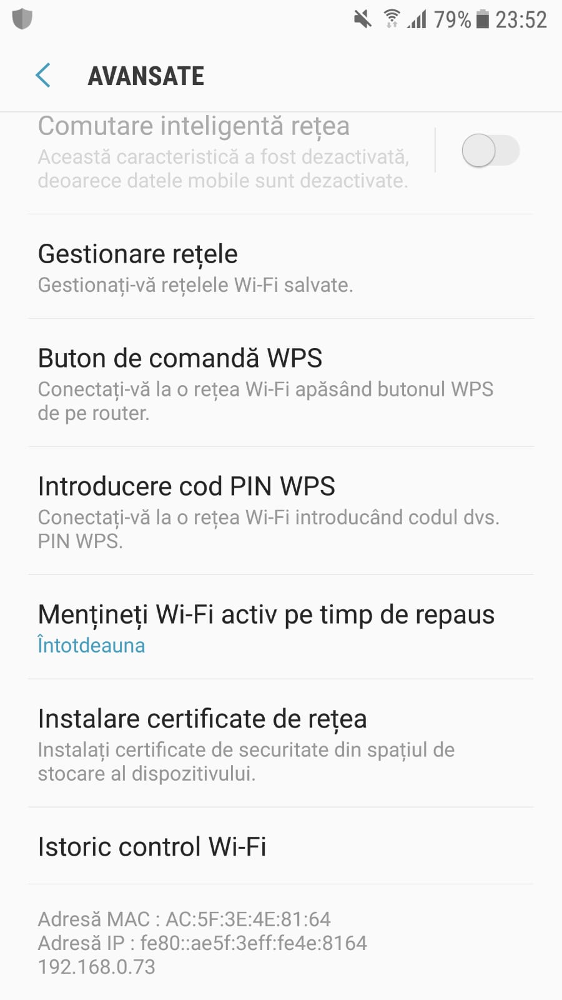 79% 23:52
AVANSATE
Comutare inteligentă rețea
Această caracteristică a fost dezactivată,
deoarece datele mobile sunt dezactivate.
Gestionare rețele
Gestionați-vă rețelele Wi-Fi salvate.
Buton de comandă WPS
Conectați-vă la o rețea Wi-Fi apăsând butonul WPS
de pe router.
Introducere cod PIN WPS
Conectați-vă la o rețea Wi-Fi introducând codul dvs.
PIN WPS.
Mențineți Wi-Fi activ pe timp de repaus
Întotdeauna
Instalare certificate de rețea
Instalați certificate de securitate din spațiul de
stocare al dispozitivului.
Istoric control Wi-Fi
Adresă MAC : AC:5F:3E:4E:81:64
Adresă IP : fe80::ae5f:3eff:fe4e:8164
192.168.0.73